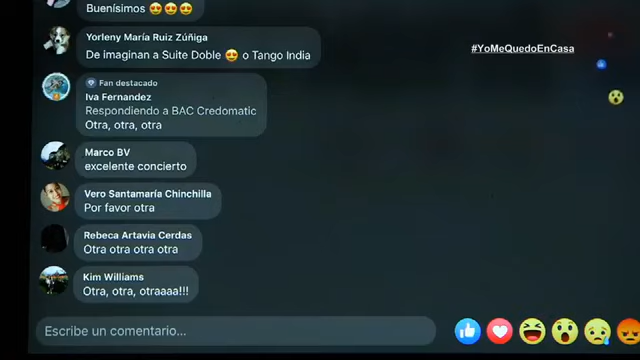 Buenísimos 😍😍😍
#YoMeQuedoEnCasa
Yorleny María Ruiz Zúñiga
De imaginan a Suite Doble 😍 o Tango India
Fan destacado
Iva Fernandez
Respondiendo a BAC Credomatic
Otra, otra, otra
Marco BV
excelente concierto
Vero Santamaría Chinchilla
Por favor otra
Rebeca Artavia Cerdas
Otra otra otra otra
Kim Williams
Otra, otra, otraaaa!!!
Escribe un comentario...